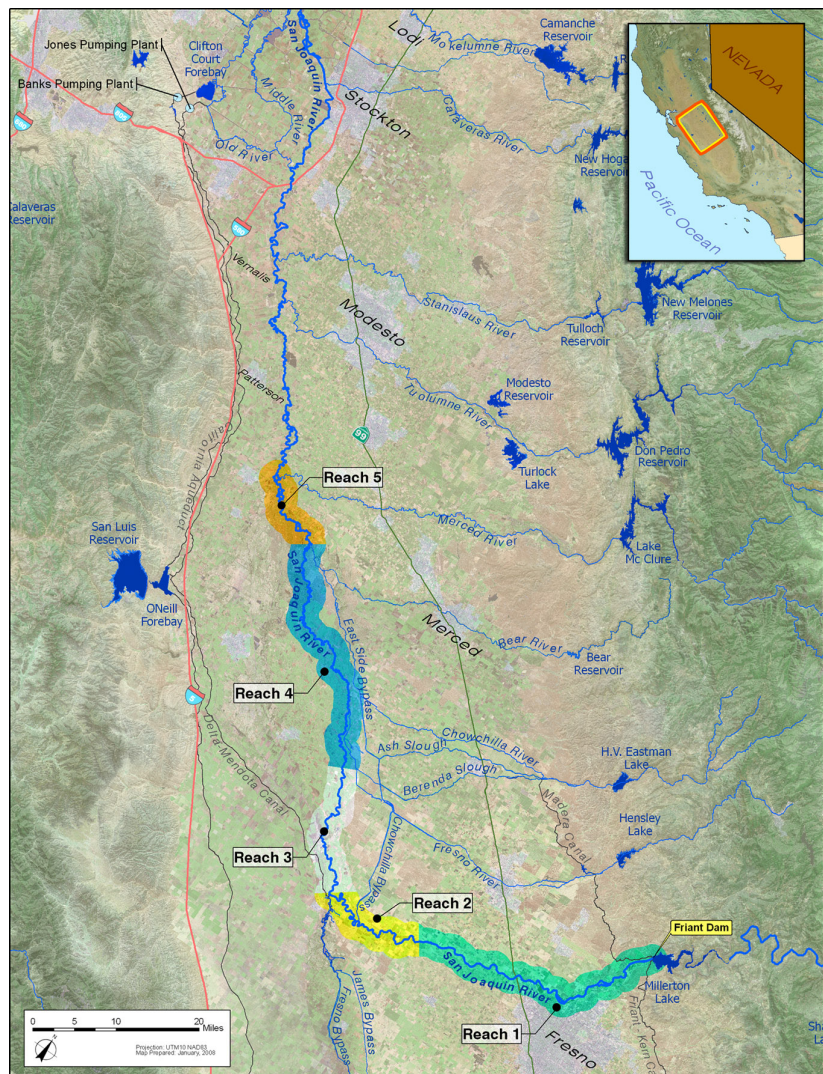 Jones Pumping Plant
Banks Pumping Plant
Clifton
Court
Forebay
San Joaquin River
Lodi
Mokelumne River
Camanche
Reservoir
NEVADA
Pacific Ocean
Middle River
Stockton
Calaveras River
New Hogan
Reservoir
Old River
580
Calaveras
Reservoir
Vernalis
Stanislaus River
Tulloch
Reservoir
New Melones
Reservoir
Modesto
Patterson
Tuolumne River
Modesto
Reservoir
99
Turlock
Lake
Don Pedro
Reservoir
California Aqueduct
Reach 5
Merced River
Lake
Mc Clure
San Luis
Reservoir
ONeill
Forebay
San Joaquin River
East Side Bypass
Merced
Bear River
Bear
Reservoir
Reach 4
5
Delta-Mendota Canal
Chowchilla River
Ash Slough
Berenda Slough
H.V. Eastman
Lake
Madera Canal
Hensley
Lake
Chowchilla Bypass
Fresno River
Reach 3
Reach 2
Friant Dam
San Joaquin River
Millerton
Lake
Reach 1
Fresno
Friant - Kern
James Bypass
Fresno Bypass
0 5 10 20
Miles
N
Projection: UTM10 NAD83
Map Prepared: January, 2008